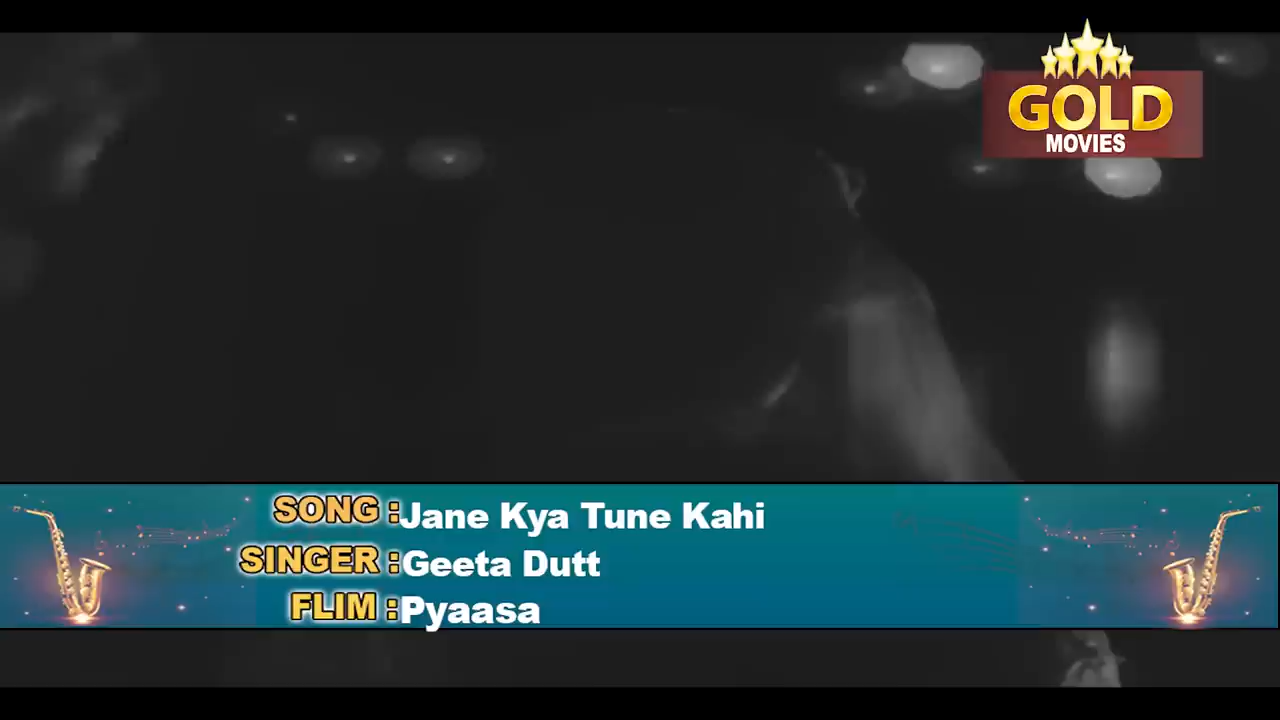 GOLD
MOVIES
SONG : Jane Kya Tune Kahi
SINGER : Geeta Dutt
FLIM : Pyaasa